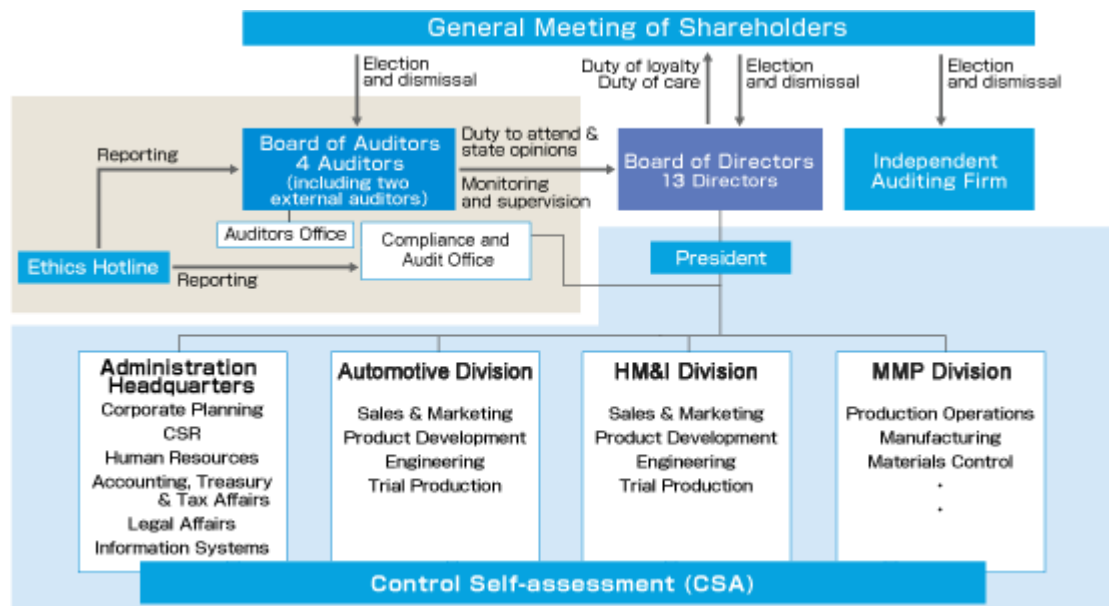 General Meeting of Shareholders
Election
and dismissal
Duty of loyalty
Duty of care
Election
and dismissal
Election
and dismissal
Reporting
Board of Auditors
4 Auditors
(including two
external auditors)
Duty to attend &
state opinions
Monitoring
and supervision
Board of Directors
13 Directors
Independent
Auditing Firm
Auditors Office
Compliance and
Audit Office
President
Ethics Hotline
Reporting
Administration
Headquarters
Corporate Planning
CSR
Human Resources
Accounting, Treasury
& Tax Affairs
Legal Affairs
Information Systems
Automotive Division
Sales & Marketing
Product Development
Engineering
Trial Production
HM&I Division
Sales & Marketing
Product Development
Engineering
Trial Production
MMP Division
Production Operations
Manufacturing
Materials Control
・
・
Control Self-assessment (CSA)